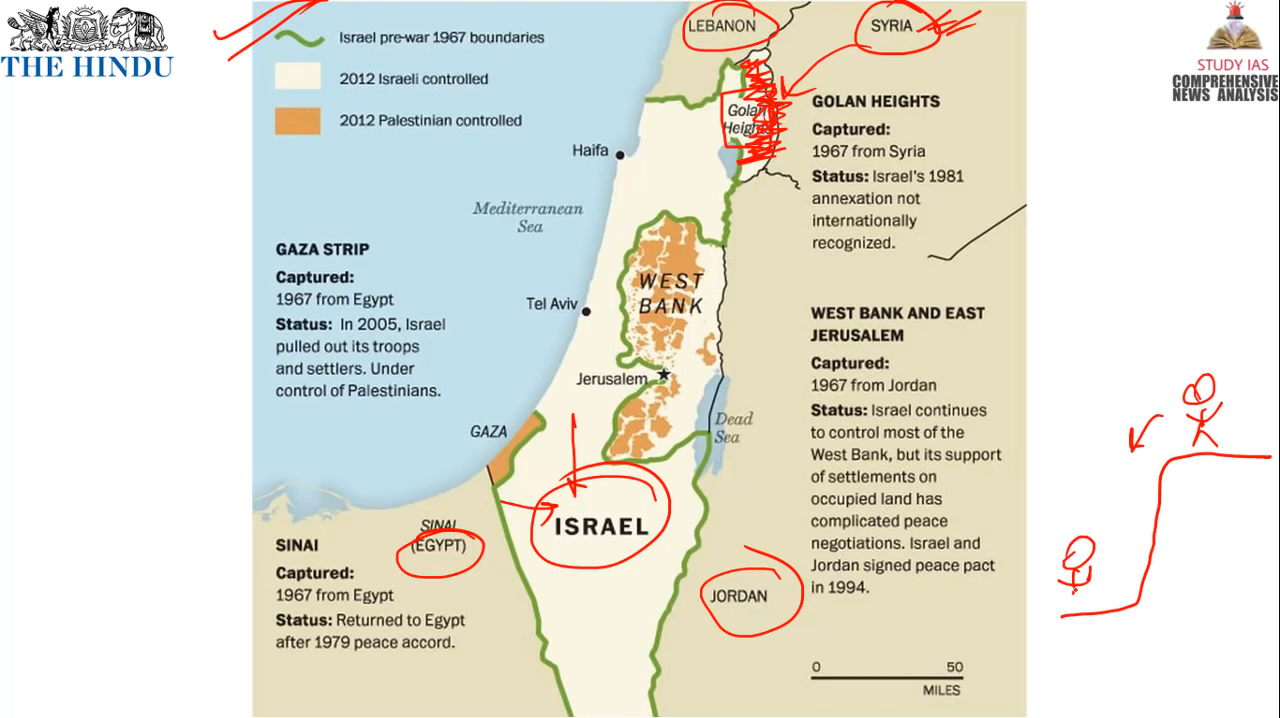 THE HINDU
Israel pre-war 1967 boundaries
2012 Israeli controlled
2012 Palestinian controlled
LEBANON
SYRIA
STUDY IAS
COMPREHENSIVE
NEWS ANALYSIS
Golan
Heights
GOLAN HEIGHTS
Captured:
1967 from Syria
Status: Israel's 1981
annexation not
internationally
recognized.
Haifa
Mediterranean
Sea
GAZA STRIP
Captured:
1967 from Egypt
Status: In 2005, Israel
pulled out its troops
and settlers. Under
control of Palestinians.
WEST
BANK
Tel Aviv
Jerusalem
Dead
Sea
WEST BANK AND EAST
JERUSALEM
Captured:
1967 from Jordan
Status: Israel continues
to control most of the
West Bank, but its support
of settlements on
occupied land has
complicated peace
negotiations. Israel and
Jordan signed peace pact
in 1994.
GAZA
ISRAEL
SINAI
(EGYPT)
JORDAN
SINAI
Captured:
1967 from Egypt
Status: Returned to Egypt
after 1979 peace accord.
0 50
MILES